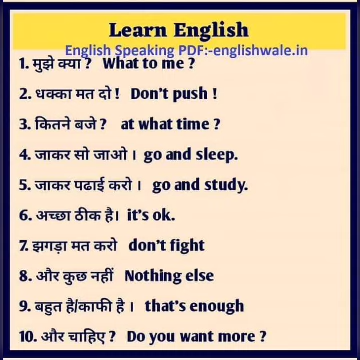 Learn English
English Speaking PDF:-englishwale.in
1. मुझे क्या ? What to me ?
2. धक्का मत दो ! Don't push !
3. कितने बजे ? at what time ?
4. जाकर सो जाओ । go and sleep.
5. जाकर पढाई करो । go and study.
6. अच्छा ठीक है। it's ok.
7. झगड़ा मत करो don't fight
8. और कुछ नहीं Nothing else
9. बहुत है/काफी है । that's enough
10. और चाहिए ? Do you want more ?